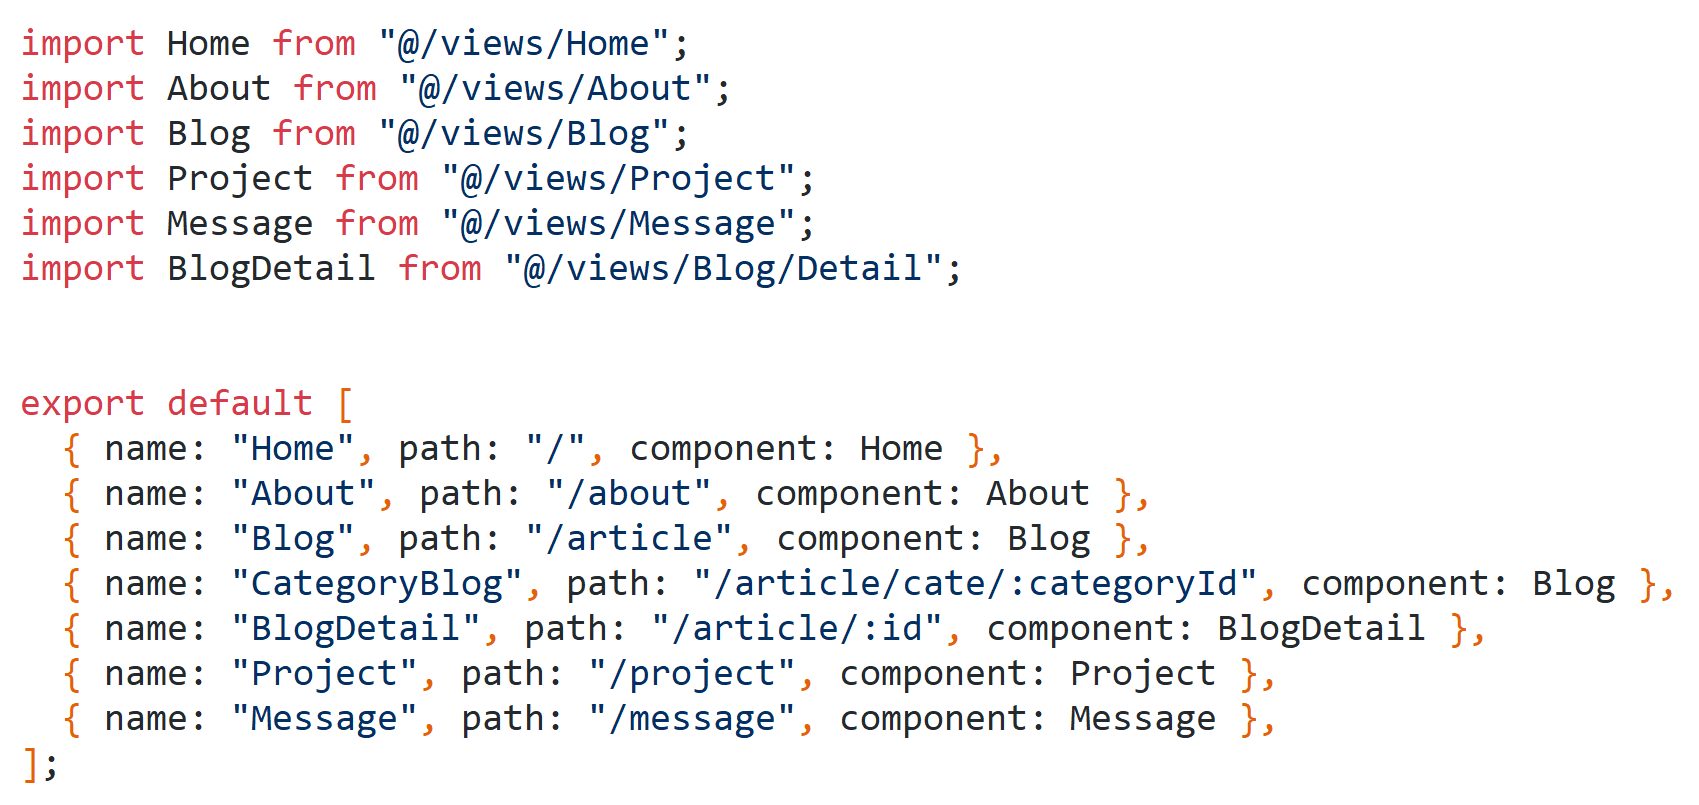 import Home from "@/views/Home";
import About from "@/views/About";
import Blog from "@/views/Blog";
import Project from "@/views/Project";
import Message from "@/views/Message";
import BlogDetail from "@/views/Blog/Detail";
export default [
  { name: "Home", path: "/", component: Home },
  { name: "About", path: "/about", component: About },
  { name: "Blog", path: "/article", component: Blog },
  { name: "CategoryBlog", path: "/article/cate/:categoryId", component: Blog },
  { name: "BlogDetail", path: "/article/:id", component: BlogDetail },
  { name: "Project", path: "/project", component: Project },
  { name: "Message", path: "/message", component: Message },
];